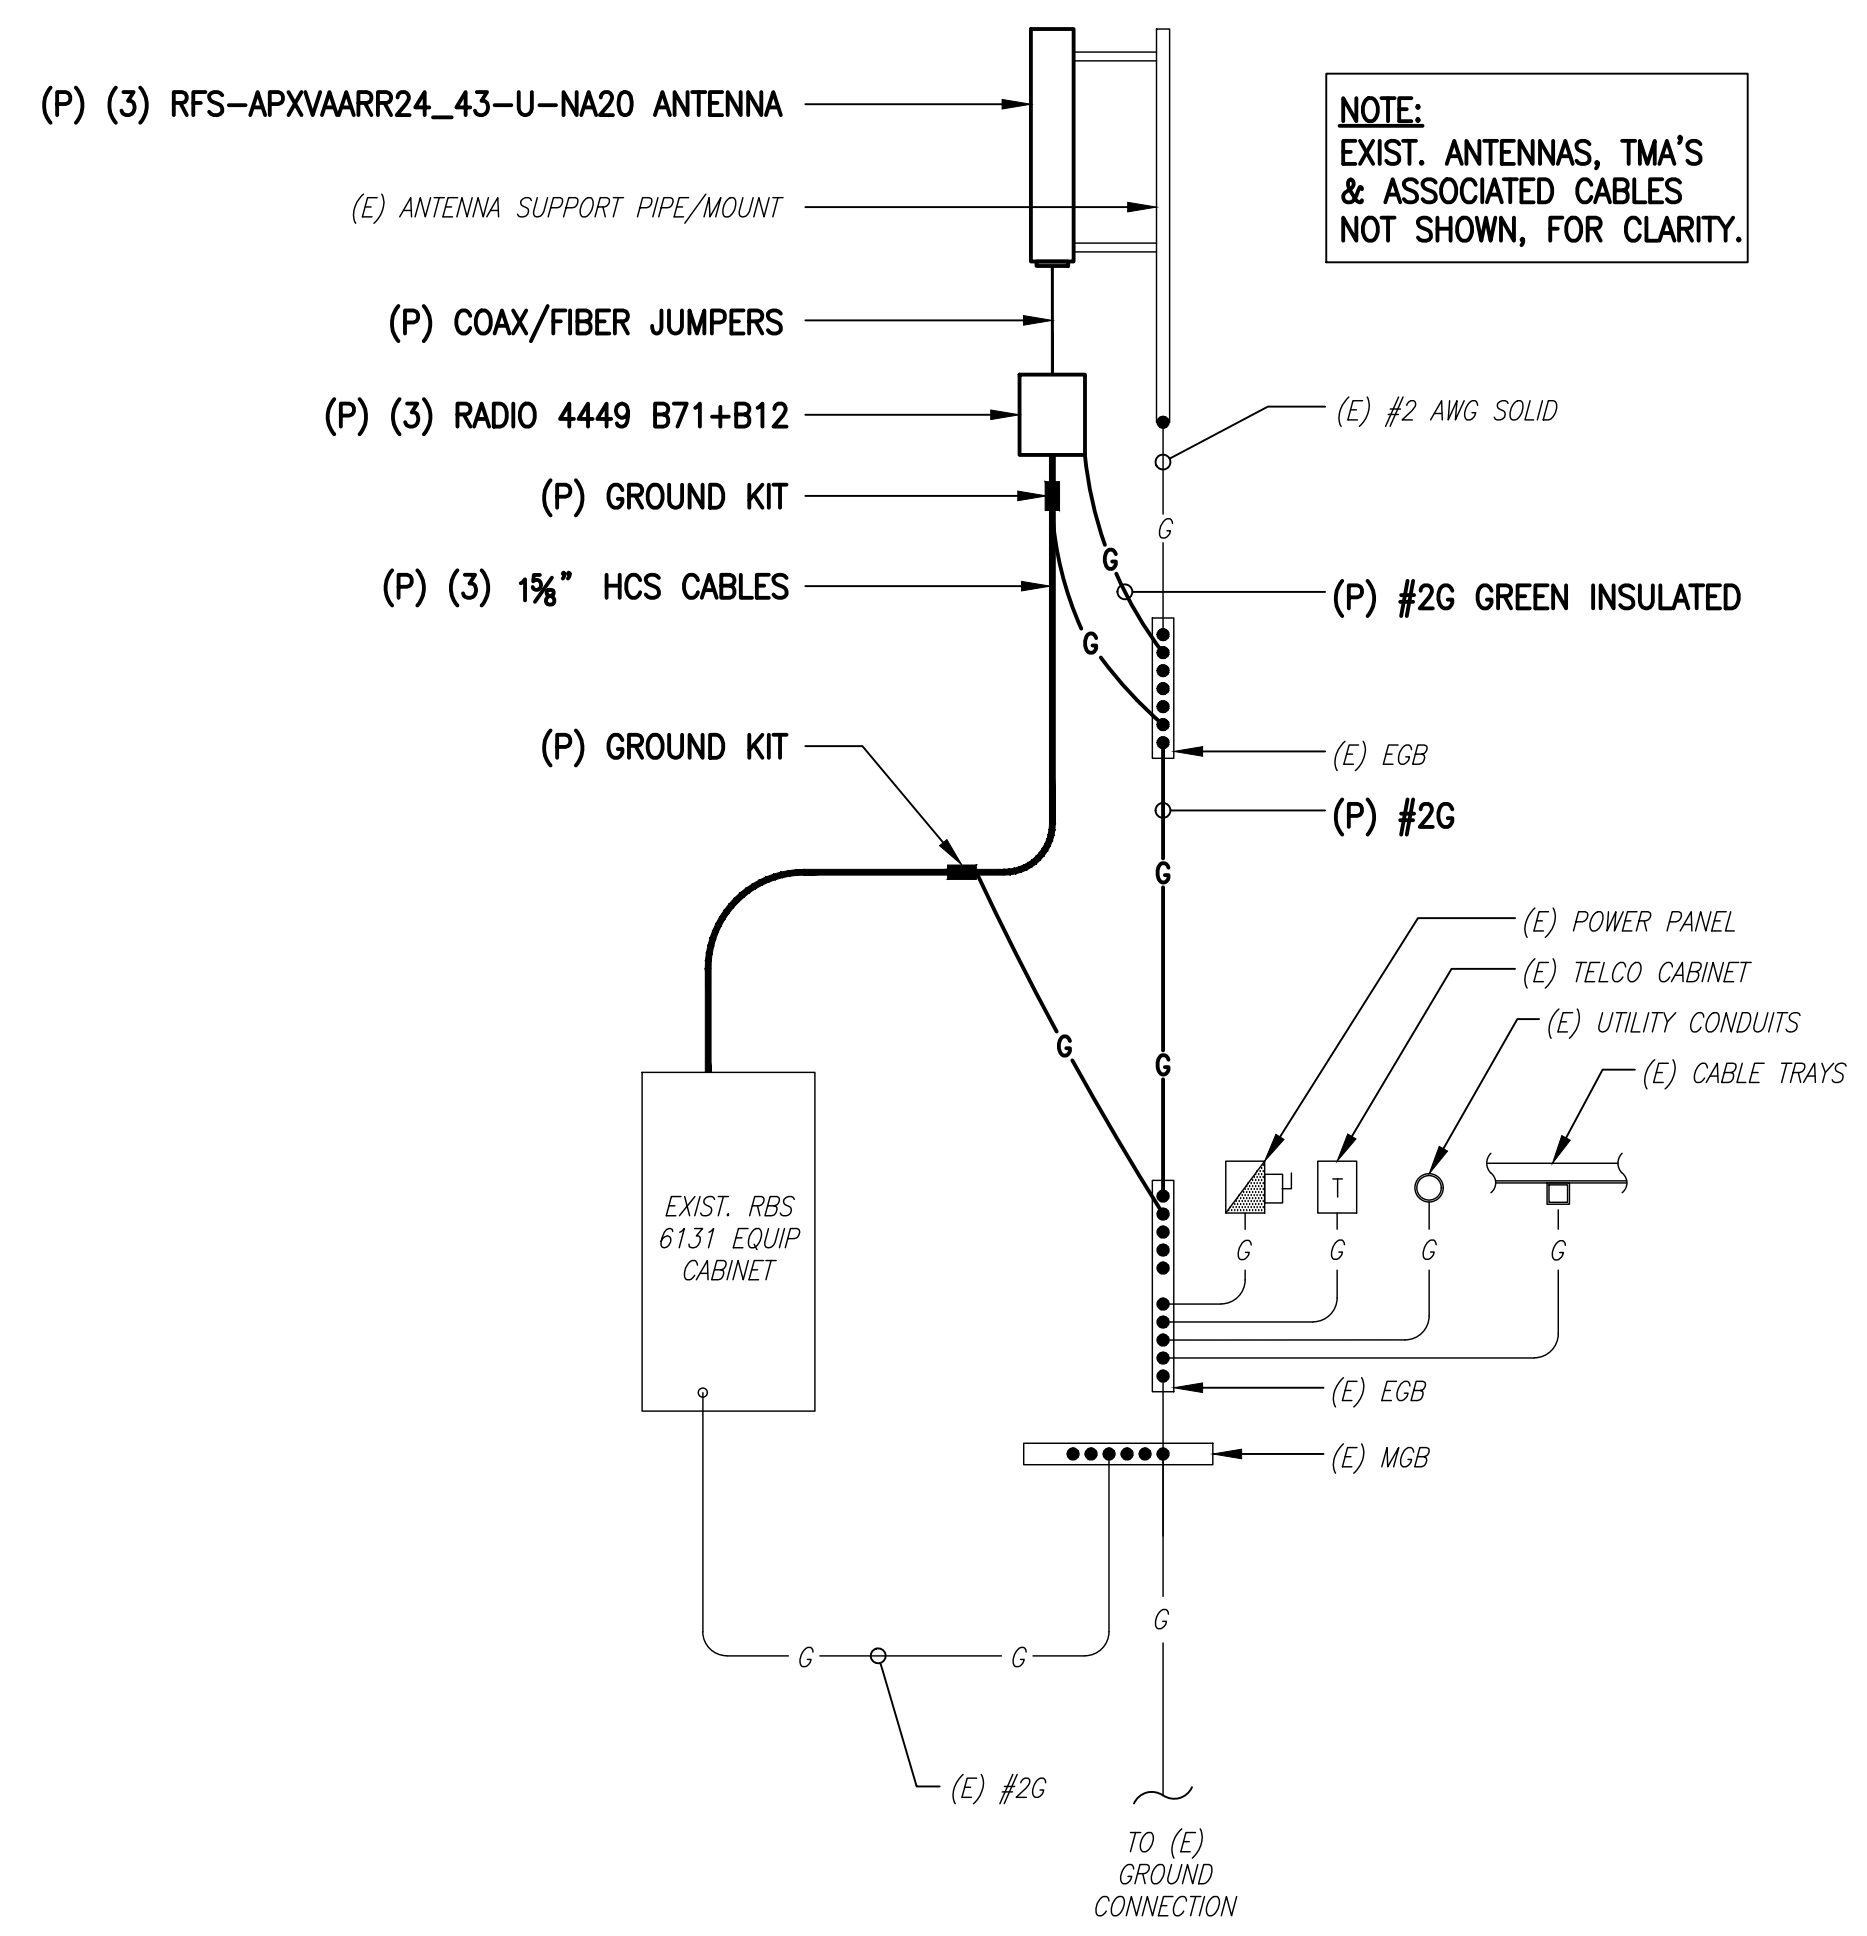 (P) (3) RFS-APXVAARR24_43-U-NA20 ANTENNA
(E) ANTENNA SUPPORT PIPE/MOUNT
(P) COAX/FIBER JUMPERS
(P) (3) RADIO 4449 B71+B12
(P) GROUND KIT
(P) (3) 1⅝" HCS CABLES
(P) GROUND KIT
NOTE:
EXIST. ANTENNAS, TMA'S
& ASSOCIATED CABLES
NOT SHOWN, FOR CLARITY.
(E) #2 AWG SOLID
G
G
(P) #2G GREEN INSULATED
G
(E) EGB
(P) #2G
G
(E) POWER PANEL
(E) TELCO CABINET
(E) UTILITY CONDUITS
(E) CABLE TRAYS
G
G
T
EXIST. RBS
6131 EQUIP
CABINET
G
G
G
G
(E) EGB
(E) MGB
G
G
G
(E) #2G
TO (E)
GROUND
CONNECTION